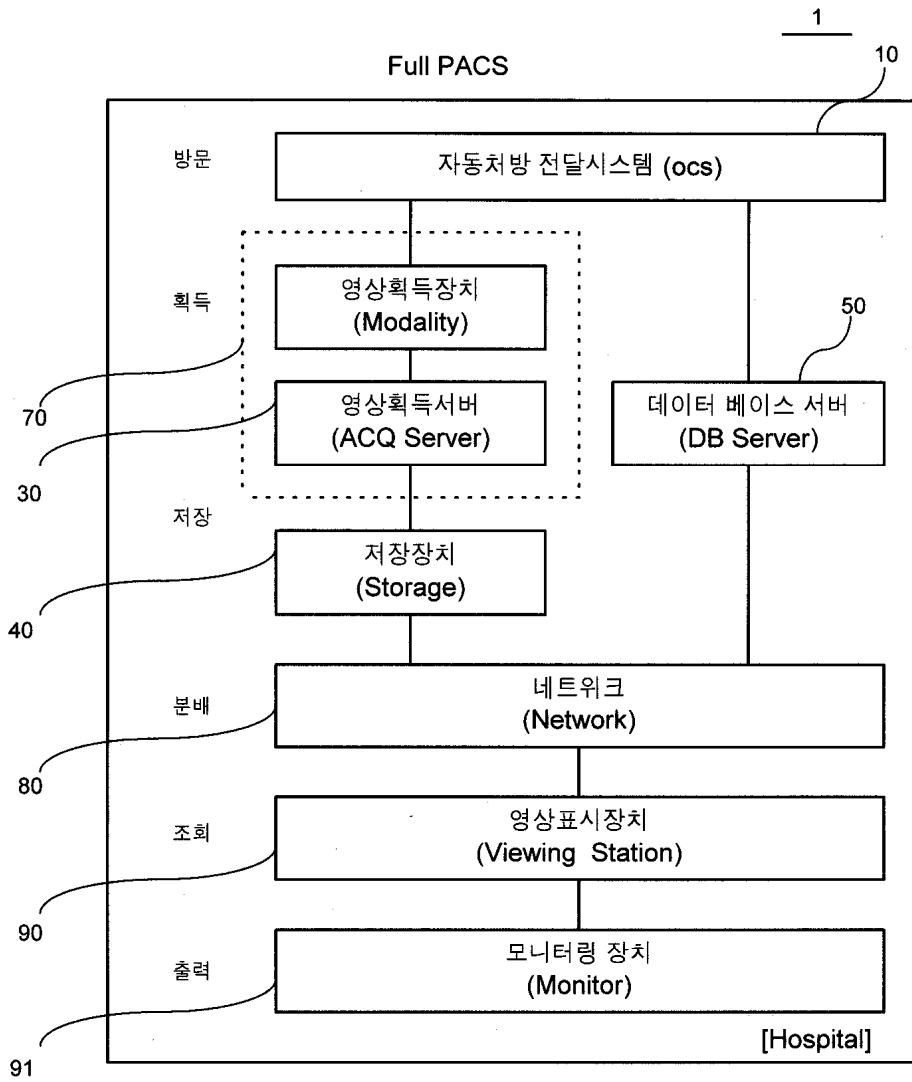 1
Full PACS
10
방문
자동처방 전달시스템 (ocs)
획득
영상획득장치
(Modality)
50
70
영상획득서버
(ACQ Server)
데이터 베이스 서버
(DB Server)
30
저장
저장장치
(Storage)
40
분배
네트워크
(Network)
80
조회
영상표시장치
(Viewing Station)
90
출력
모니터링 장치
(Monitor)
[Hospital]
91